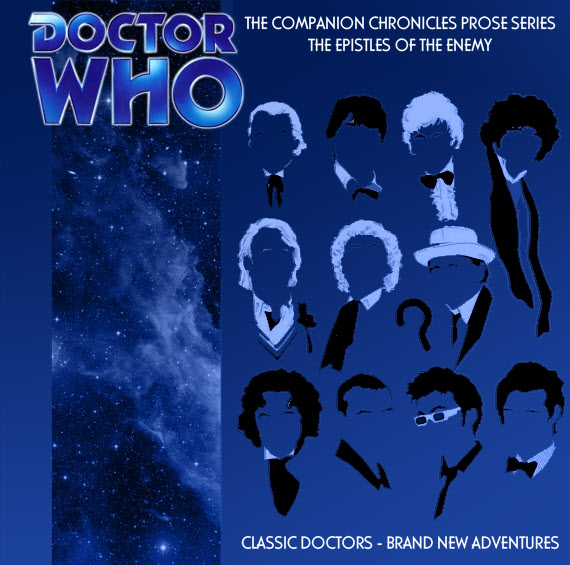 DOCTOR
WHO
THE COMPANION CHRONICLES PROSE SERIES
THE EPISTLES OF THE ENEMY
CLASSIC DOCTORS - BRAND NEW ADVENTURES